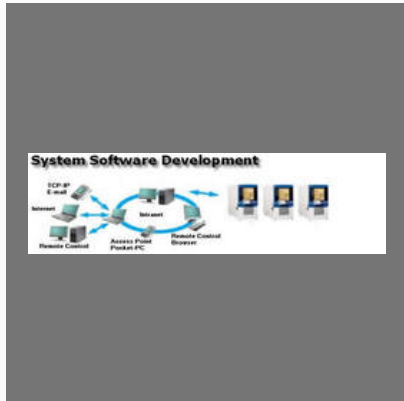 System Software Development
TCP-IP
E-mail
Internet
Intranet
Remote Control
Access Point
Pocket-PC
Remote Control
Browser